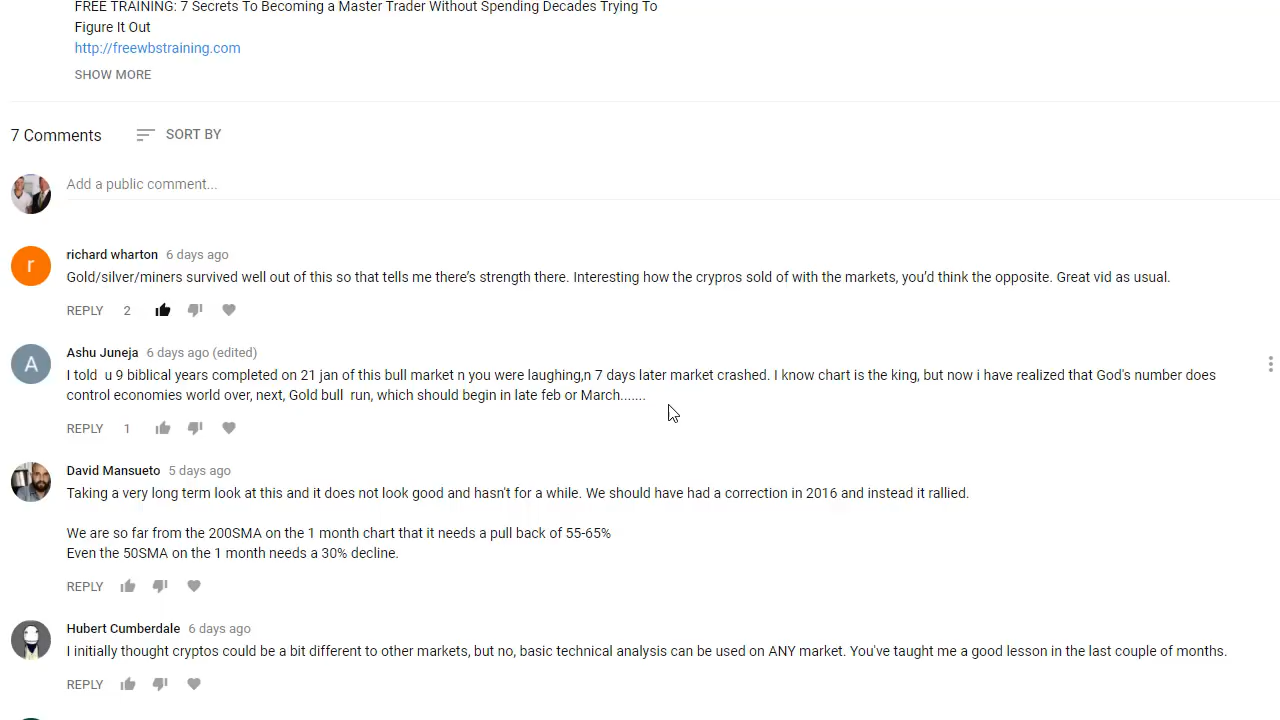 FREE TRAINING: 7 Secrets To Becoming a Master Trader Without Spending Decades Trying To
Figure It Out
http://freewbstraining.com
SHOW MORE
7 Comments SORT BY
Add a public comment...
r
richard wharton 6 days ago
Gold/silver/miners survived well out of this so that tells me there’s strength there. Interesting how the crypros sold of with the markets, you’d think the opposite. Great vid as usual.
REPLY 2
A
Ashu Juneja 6 days ago (edited)
I told u 9 biblical years completed on 21 jan of this bull market n you were laughing,n 7 days later market crashed. I know chart is the king, but now i have realized that God's number does
control economies world over, next, Gold bull run, which should begin in late feb or March.......
REPLY 1
David Mansueto 5 days ago
Taking a very long term look at this and it does not look good and hasn't for a while. We should have had a correction in 2016 and instead it rallied.
We are so far from the 200SMA on the 1 month chart that it needs a pull back of 55-65%
Even the 50SMA on the 1 month needs a 30% decline.
REPLY
Hubert Cumberdale 6 days ago
I initially thought cryptos could be a bit different to other markets, but no, basic technical analysis can be used on ANY market. You've taught me a good lesson in the last couple of months.
REPLY